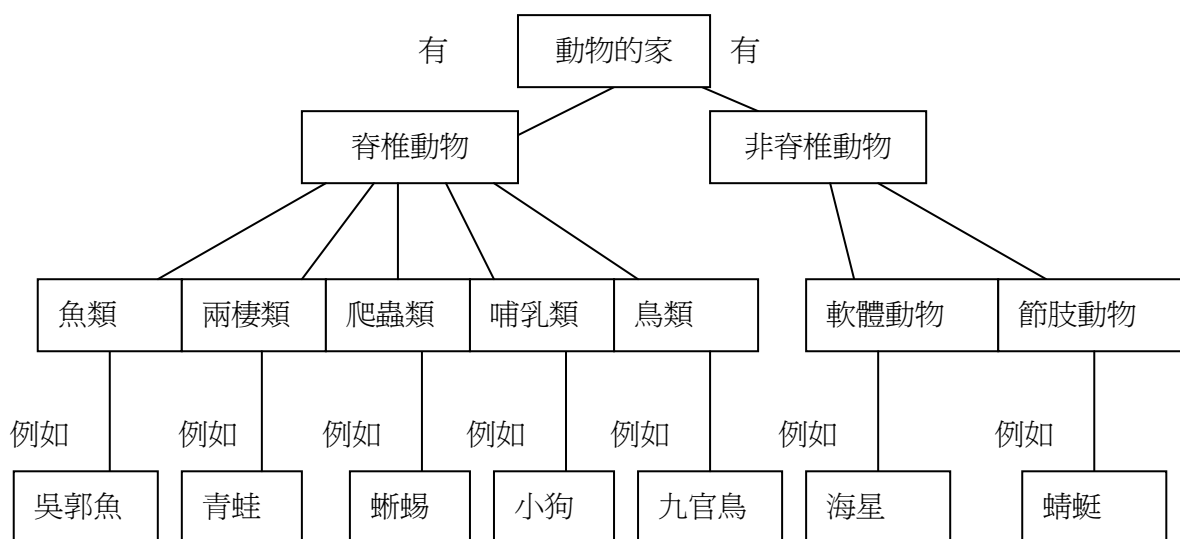 有 動物的家 有
脊椎動物 非脊椎動物
魚類 兩棲類 爬蟲類 哺乳類 鳥類 軟體動物 節肢動物
例如 例如 例如 例如 例如 例如 例如
吳郭魚 青蛙 蜥蜴 小狗 九官鳥 海星 蜻蜓